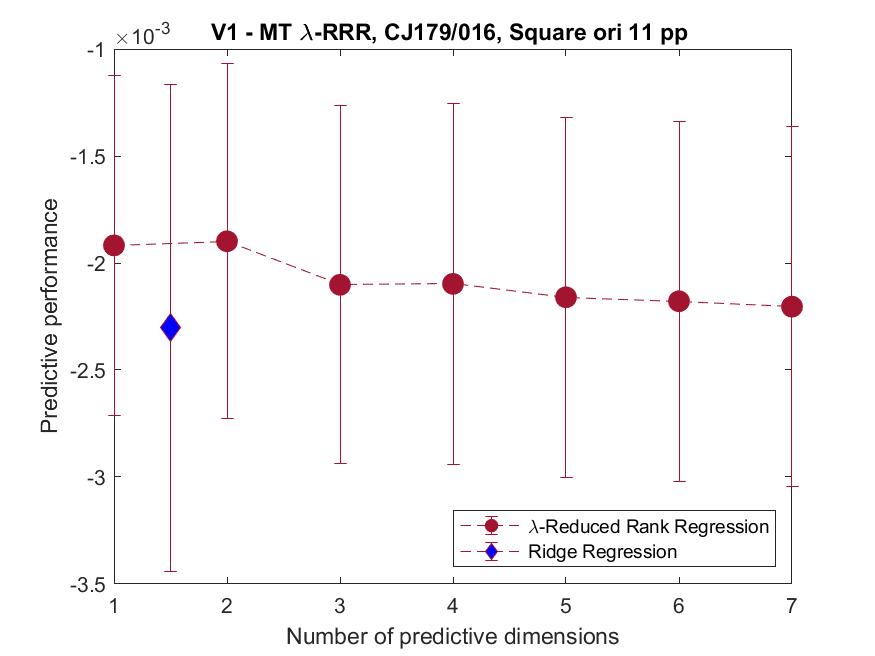 ×10-3
V1 - MT λ-RRR, CJ179/016, Square ori 11 pp
-1
-1.5
-2
-2.5
-3
-3.5
Predictive performance
1 2 3 4 5 6 7
Number of predictive dimensions
λ-Reduced Rank Regression
Ridge Regression